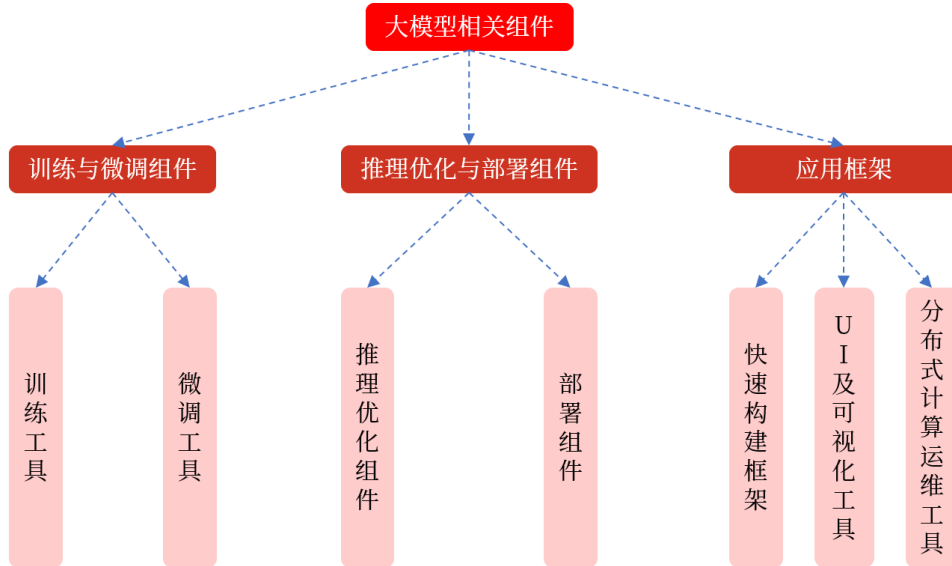 大模型相关组件
训练与微调组件
推理优化与部署组件
应用框架
训练工具
微调工具
推理优化组件
部署组件
快速构建框架
UI及可视化工具
分布式计算运维工具